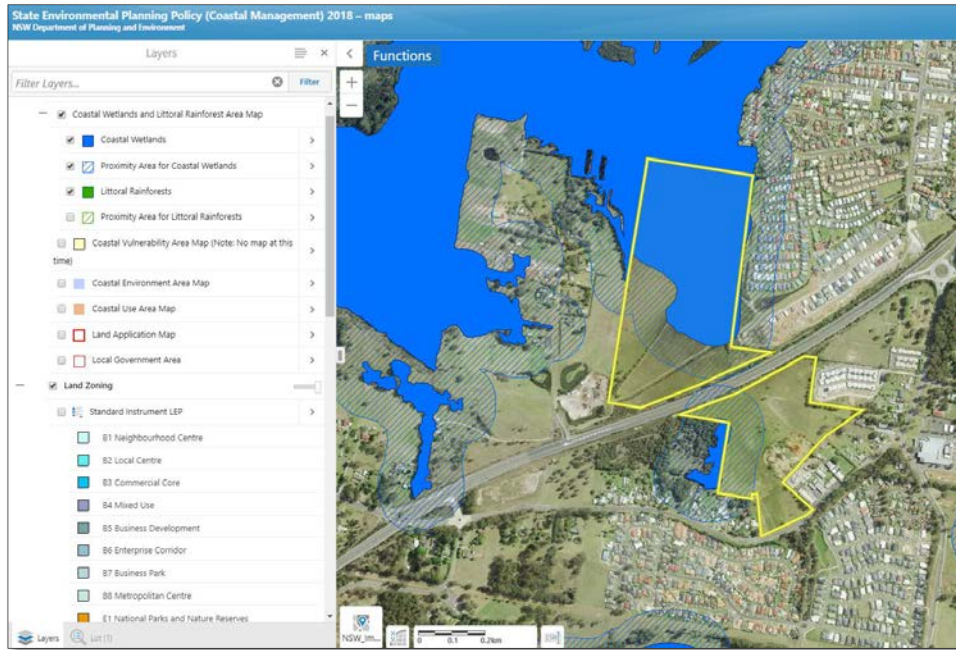 State Environmental Planning Policy (Coastal Management) 2018 – maps
NSW Department of Planning and Environment
Layers
Functions
Filter Layers...
Filter
Coastal Wetlands and Littoral Rainforest Area Map
Coastal Wetlands
Proximity Area for Coastal Wetlands
Littoral Rainforests
Proximity Area for Littoral Rainforests
Coastal Vulnerability Area Map (Note: No map at this
time)
Coastal Environment Area Map
Coastal Use Area Map
Land Application Map
Local Government Area
Land Zoning
Standard Instrument LEP
B1 Neighbourhood Centre
B2 Local Centre
B3 Commercial Core
B4 Mixed Use
B5 Business Development
B6 Enterprise Corridor
B7 Business Park
B8 Metropolitan Centre
E1 National Parks and Nature Reserves
Layers
Lot (1)
NSW_Im...
0 0.1 0.2km